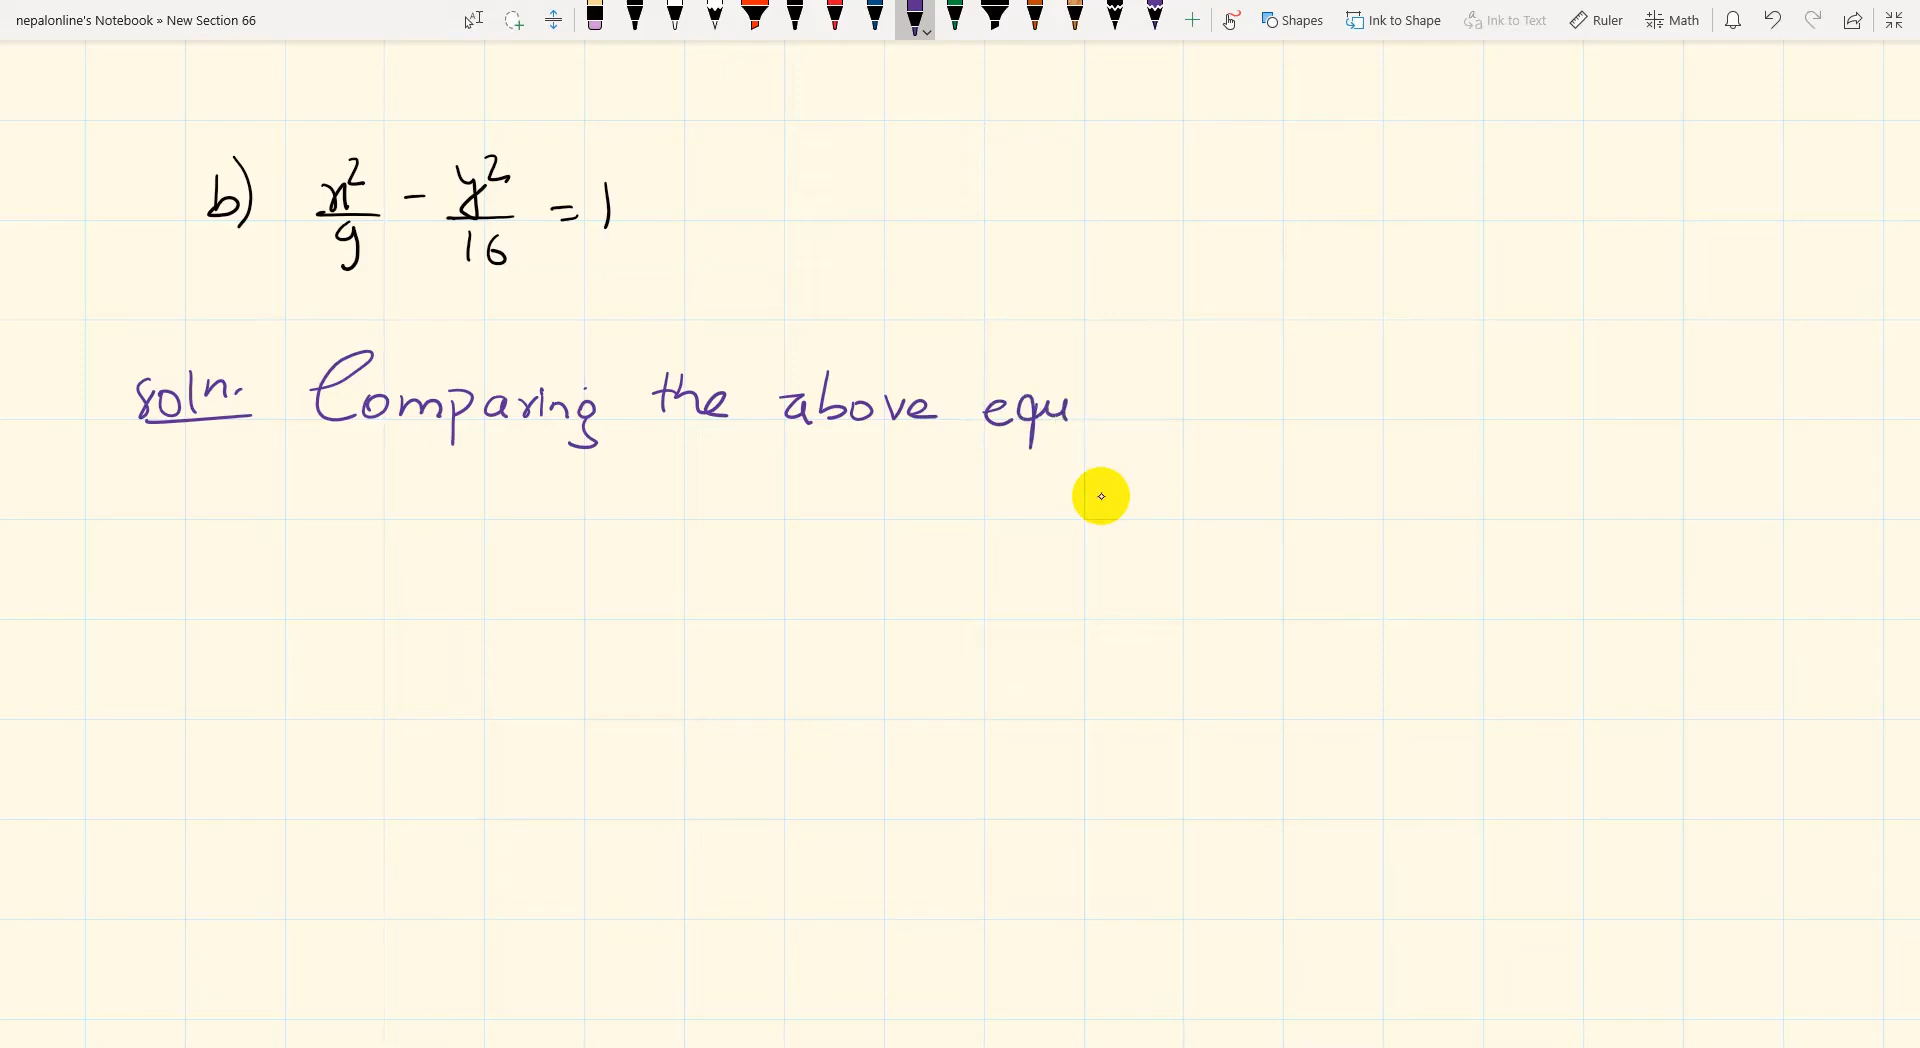 nepalonline's Notebook » New Section 66
Shapes Ink to Shape Ink to Text Ruler Math
b) x²/9 - y²/16 = 1
soln. Comparing the above equ